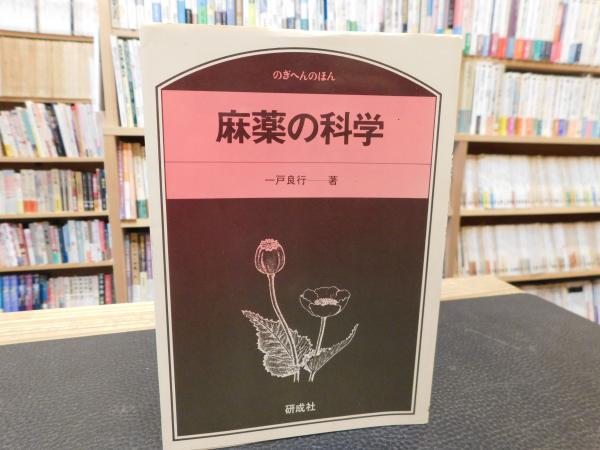 のぎへんのほん
麻薬の科学
一戸良行──著
研成社